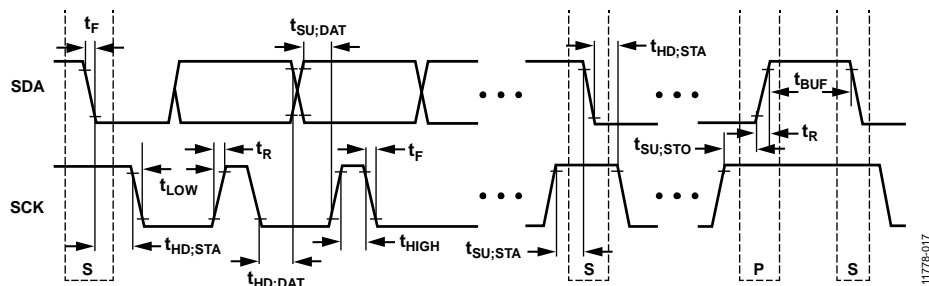 tF
tSU;DAT
tHD;STA
SDA
tBUF
tR
tF
tR
tSU;STO
tLOW
SCK
tHD;STA
tHIGH
tSU;STA
tHD;DAT
S
S
P
S
11778-017